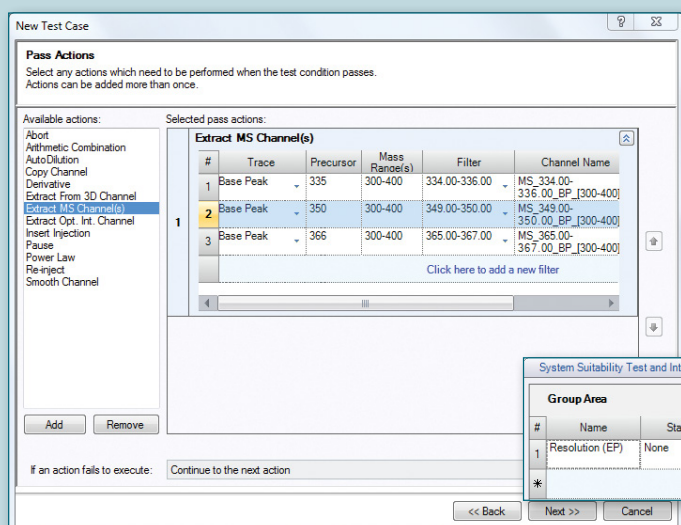 New Test Case
Pass Actions
Select any actions which need to be performed when the test condition passes.
Actions can be added more than once.
Available actions:
Selected pass actions:
Abort
Arithmetic Combination
AutoDilution
Copy Channel
Derivative
Extract From 3D Channel
Extract MS Channel(s)
Extract Opt. Int. Channel
Insert Injection
Pause
Power Law
Re-inject
Smooth Channel
1
Extract MS Channel(s)
# Trace Precursor Mass Range(s) Filter Channel Name
1 Base Peak 335 300-400 334.00-336.00 MS_334.00-
336.00_BP_[300-400]
2 Base Peak 350 300-400 349.00-350.00 MS_349.00-
350.00_BP_[300-400]
3 Base Peak 366 300-400 365.00-367.00 MS_365.00-
367.00_BP_[300-400]
Click here to add a new filter
Add Remove
If an action fails to execute: Continue to the next action
<< Back Next >> Cancel
System Suitability Test and Int
Group Area
# Name Sta
1 Resolution (EP) None
*